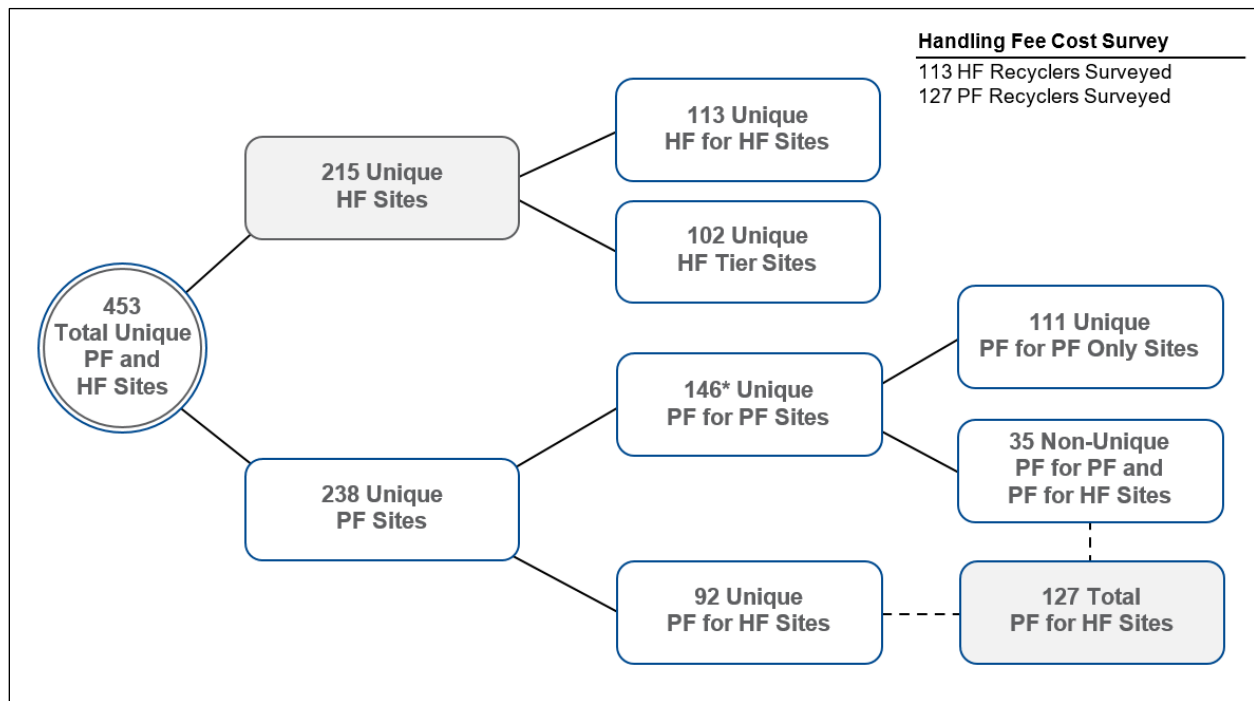 Handling Fee Cost Survey
113 HF Recyclers Surveyed
127 PF Recyclers Surveyed
113 Unique
HF for HF Sites
215 Unique
HF Sites
102 Unique
HF Tier Sites
453
Total Unique
PF and
HF Sites
111 Unique
PF for PF Only Sites
146* Unique
PF for PF Sites
35 Non-Unique
PF for PF and
PF for HF Sites
238 Unique
PF Sites
92 Unique
PF for HF Sites
127 Total
PF for HF Sites